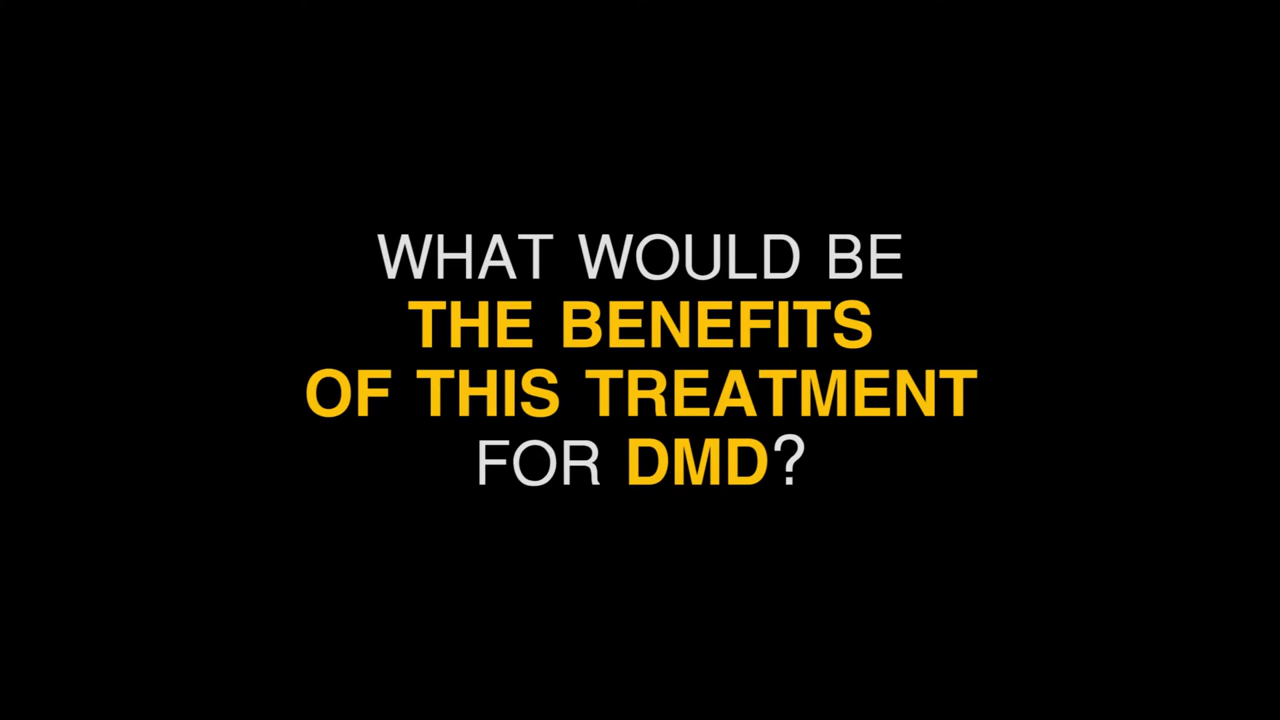 WHAT WOULD BE
THE BENEFITS
OF THIS TREATMENT
FOR DMD?